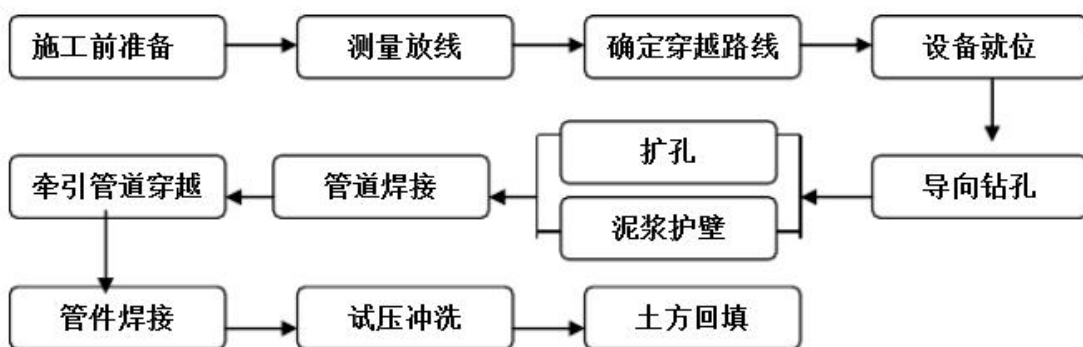 施工前准备
测量放线
确定穿越路线
设备就位
导向钻孔
扩孔
泥浆护壁
管道焊接
牵引管道穿越
管件焊接
试压冲洗
土方回填